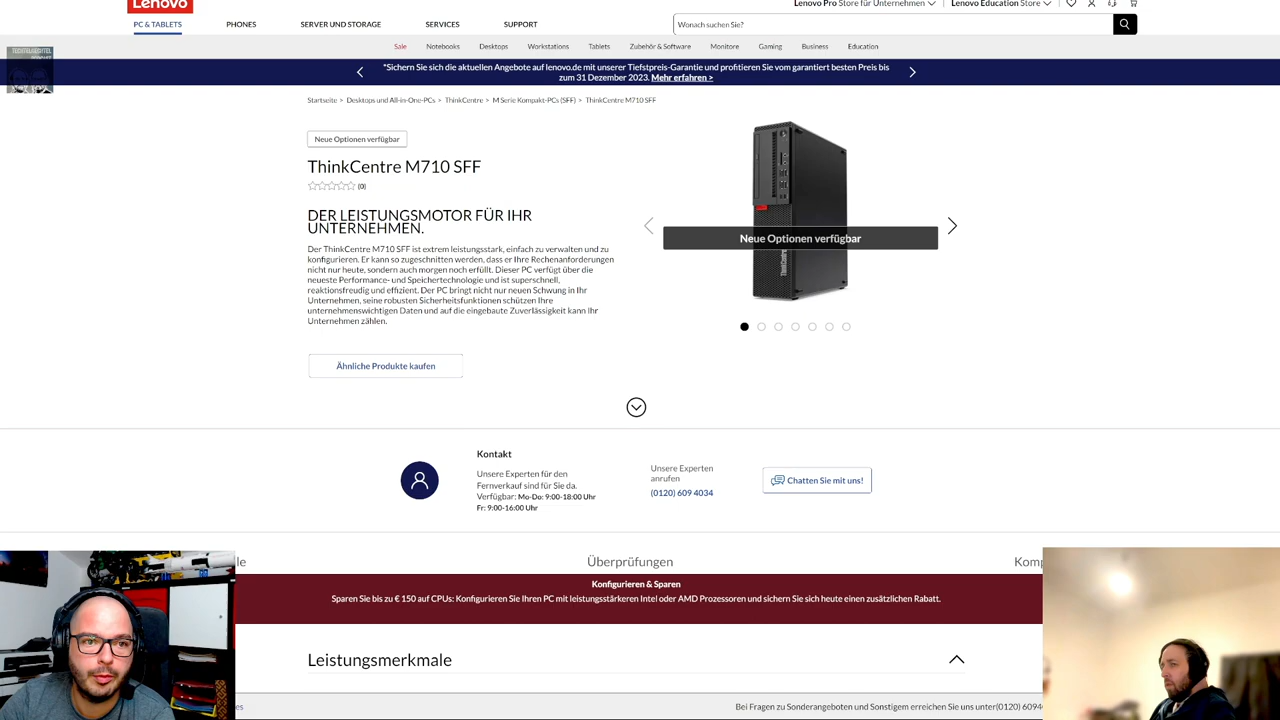 Lenovo
Lenovo Pro Store für Unternehmen
Lenovo Education Store
PC & TABLETS
PHONES
SERVER UND STORAGE
SERVICES
SUPPORT
Wonach suchen Sie?
Sale
Notebooks
Desktops
Workstations
Tablets
Zubehör & Software
Monitore
Gaming
Business
Education
*Sichern Sie sich die aktuellen Angebote auf lenovo.de mit unserer Tiefstpreis-Garantie und profitieren Sie vom garantiert besten Preis bis
zum 31 Dezember 2023. Mehr erfahren >
Startseite > Desktops und All-in-One-PCs > ThinkCentre > M Serie Kompakt-PCs (SFF) > ThinkCentre M710 SFF
Neue Optionen verfügbar
ThinkCentre M710 SFF
(0)
DER LEISTUNGSMOTOR FÜR IHR
UNTERNEHMEN.
Der ThinkCentre M710 SFF ist extrem leistungsstark, einfach zu verwalten und zu
konfigurieren. Er kann so zugeschnitten werden, dass er Ihre Rechenanforderungen
nicht nur heute, sondern auch morgen noch erfüllt. Dieser PC verfügt über die
neueste Performance- und Speichertechnologie und ist superschnell,
reaktionsfreudig und effizient. Der PC bringt nicht nur neuen Schwung in Ihr
Unternehmen, seine robusten Sicherheitsfunktionen schützen Ihre
unternehmenswichtigen Daten und auf die eingebaute Zuverlässigkeit kann Ihr
Unternehmen zählen.
Neue Optionen verfügbar
ThinkCentre
Ähnliche Produkte kaufen
Kontakt
Unsere Experten für den
Fernverkauf sind für Sie da.
Verfügbar: Mo-Do: 9:00-18:00 Uhr
Fr: 9:00-16:00 Uhr
Unsere Experten
anrufen
(0120) 609 4034
Chatten Sie mit uns!
le
Überprüfungen
Komp
Konfigurieren & Sparen
Sparen Sie bis zu € 150 auf CPUs: Konfigurieren Sie Ihren PC mit leistungsstärkeren Intel oder AMD Prozessoren und sichern Sie sich heute einen zusätzlichen Rabatt.
Leistungsmerkmale
es
Bei Fragen zu Sonderangeboten und Sonstigem erreichen Sie uns unter(0120) 6094